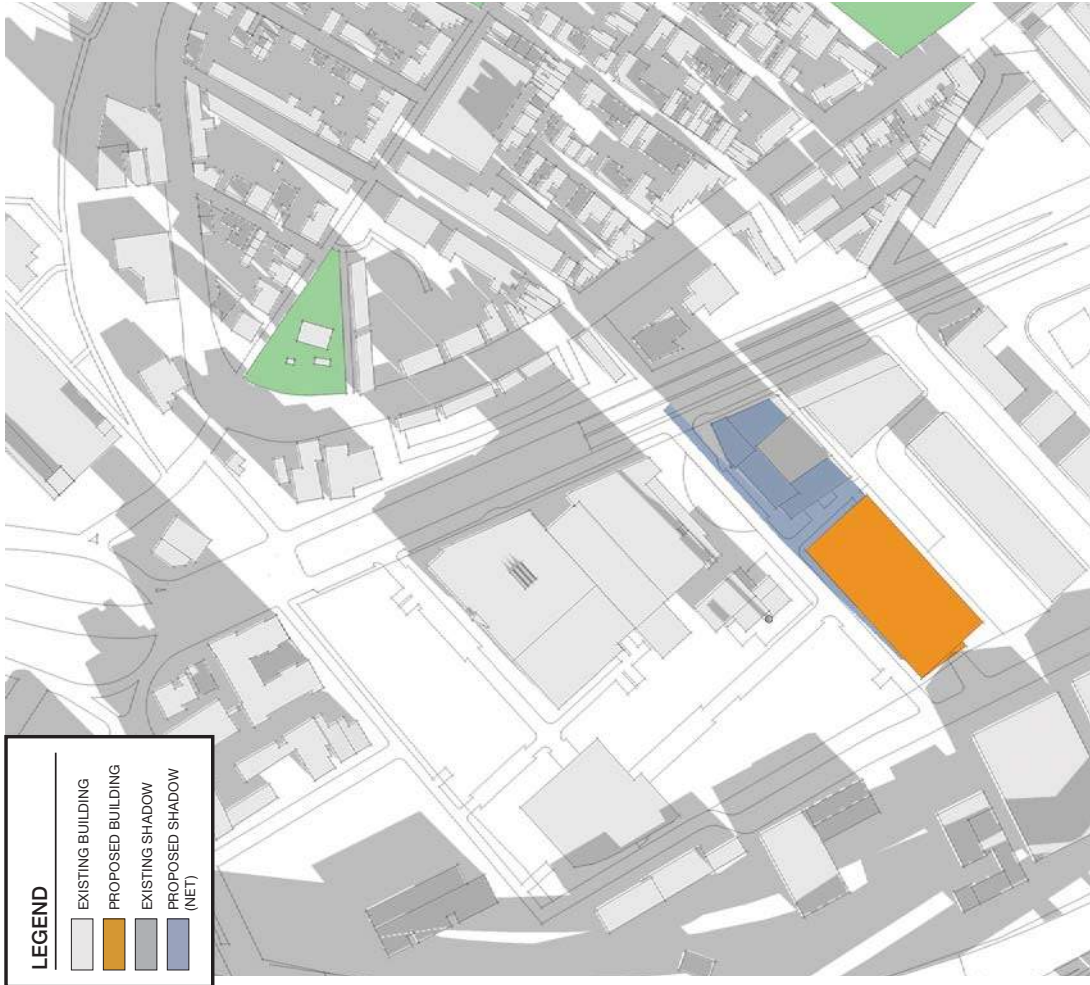 LEGEND
EXISTING BUILDING
PROPOSED BUILDING
EXISTING SHADOW
PROPOSED SHADOW
(NET)